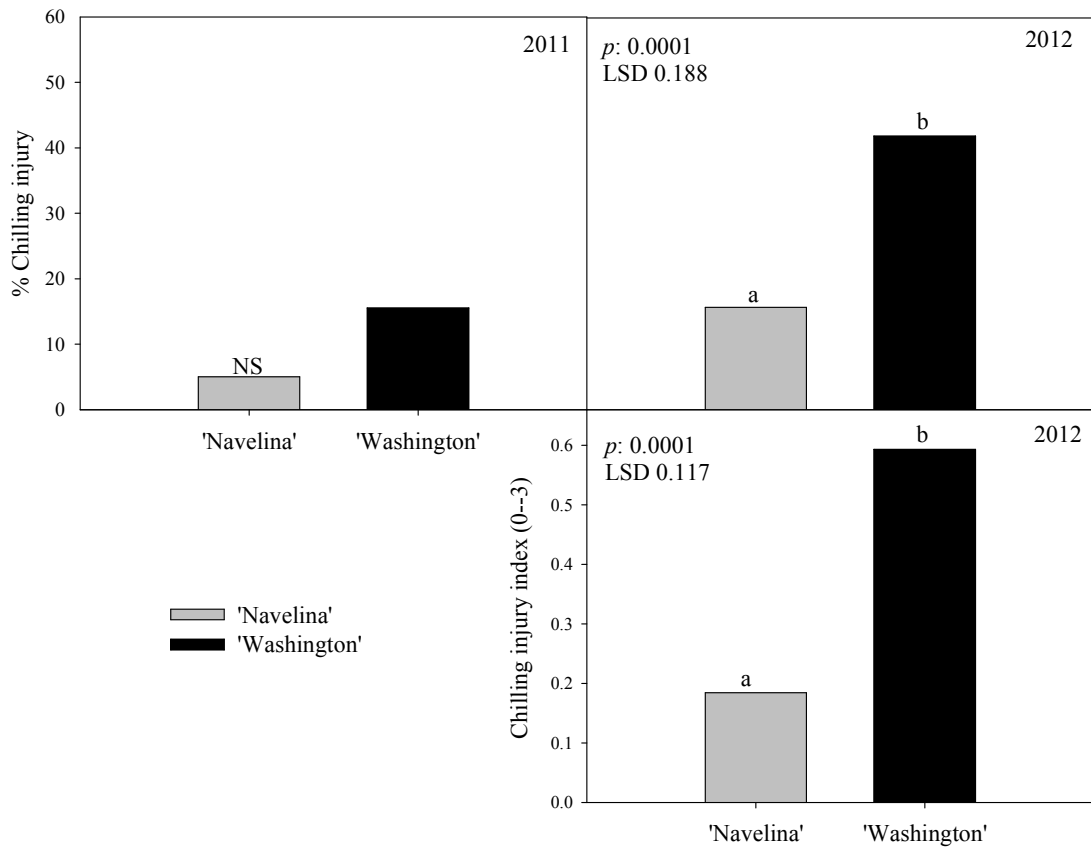 60
50
40
30
20
10
0
% Chilling injury
2011
NS
'Navelina' 'Washington'
p: 0.0001
LSD 0.188
2012
a
b
p: 0.0001
LSD 0.117
2012
0.6
0.5
0.4
0.3
0.2
0.1
0.0
Chilling injury index (0--3)
a
b
'Navelina' 'Washington'
'Navelina'
'Washington'